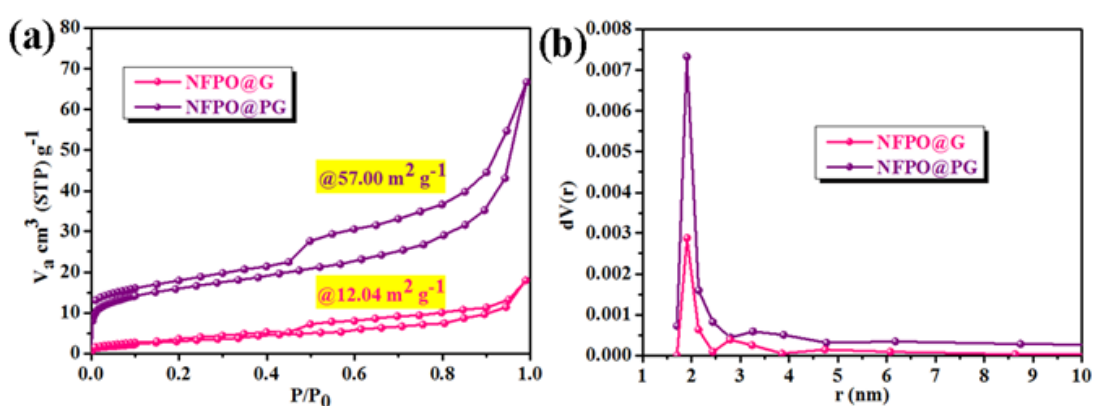 (a)
NFPO@G
NFPO@PG
@57.00 m² g⁻¹
@12.04 m² g⁻¹
Vₐ cm³ (STP) g⁻¹
80
70
60
50
40
30
20
10
0
0.0 0.2 0.4 0.6 0.8 1.0
P/P₀
(b)
NFPO@G
NFPO@PG
dV(r)
0.008
0.007
0.006
0.005
0.004
0.003
0.002
0.001
0.000
1 2 3 4 5 6 7 8 9 10
r (nm)